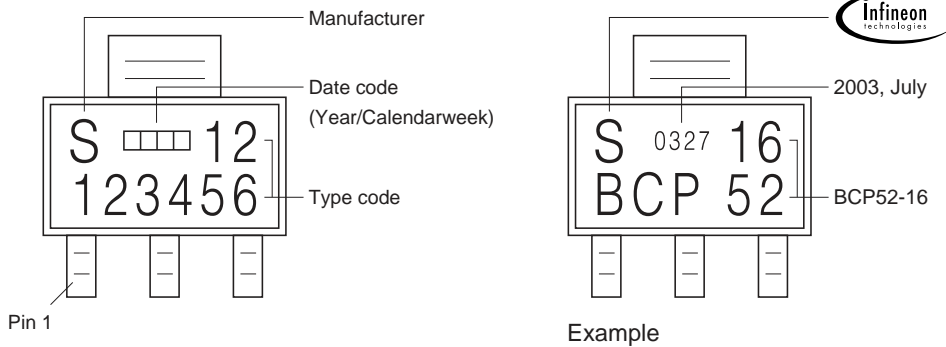 Manufacturer
Date code
(Year/Calendarweek)
S 12
123456
Type code
Pin 1
Infineon
technologies
2003, July
S 0327 16
BCP 52
BCP52-16
Example